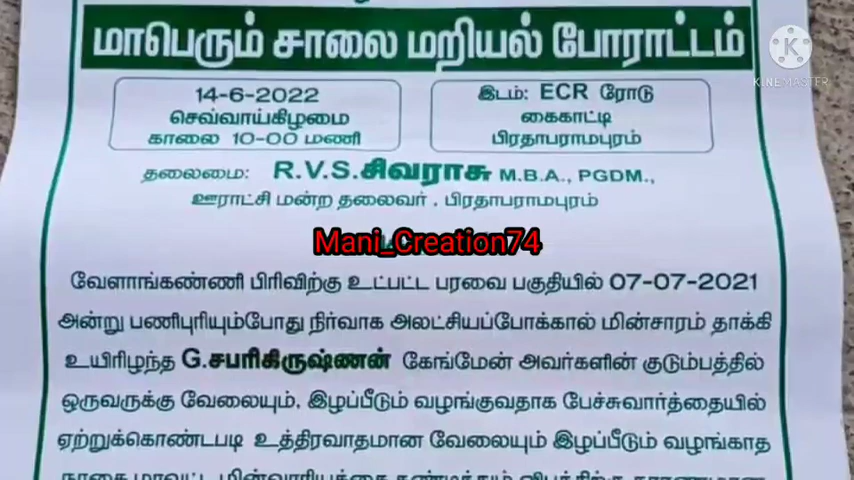 மாபெரும் சாலை மறியல் போராட்டம்
K
KINEMASTER
14-6-2022
செவ்வாய்கிழமை
காலை 10-00 மணி
இடம்: ECR ரோடு
கைகாட்டி
பிரதாபராமபுரம்
தலைமை: R.V.S.சிவராசு M.B.A., PGDM.,
ஊராட்சி மன்ற தலைவர் , பிரதாபராமபுரம்
Mani_Creation74
வேளாங்கண்ணி பிரிவிற்கு உட்பட்ட பரவை பகுதியில் 07-07-2021
அன்று பணிபுரியும்போது நிர்வாக அலட்சியப்போக்கால் மின்சாரம் தாக்கி
உயிரிழந்த G.சபரிகிருஷ்ணன் கேங்மேன் அவர்களின் குடும்பத்தில்
ஒருவருக்கு வேலையும், இழப்பீடும் வழங்குவதாக பேச்சுவார்த்தையில்
ஏற்றுக்கொண்டபடி உத்திரவாதமான வேலையும் இழப்பீடும் வழங்காத